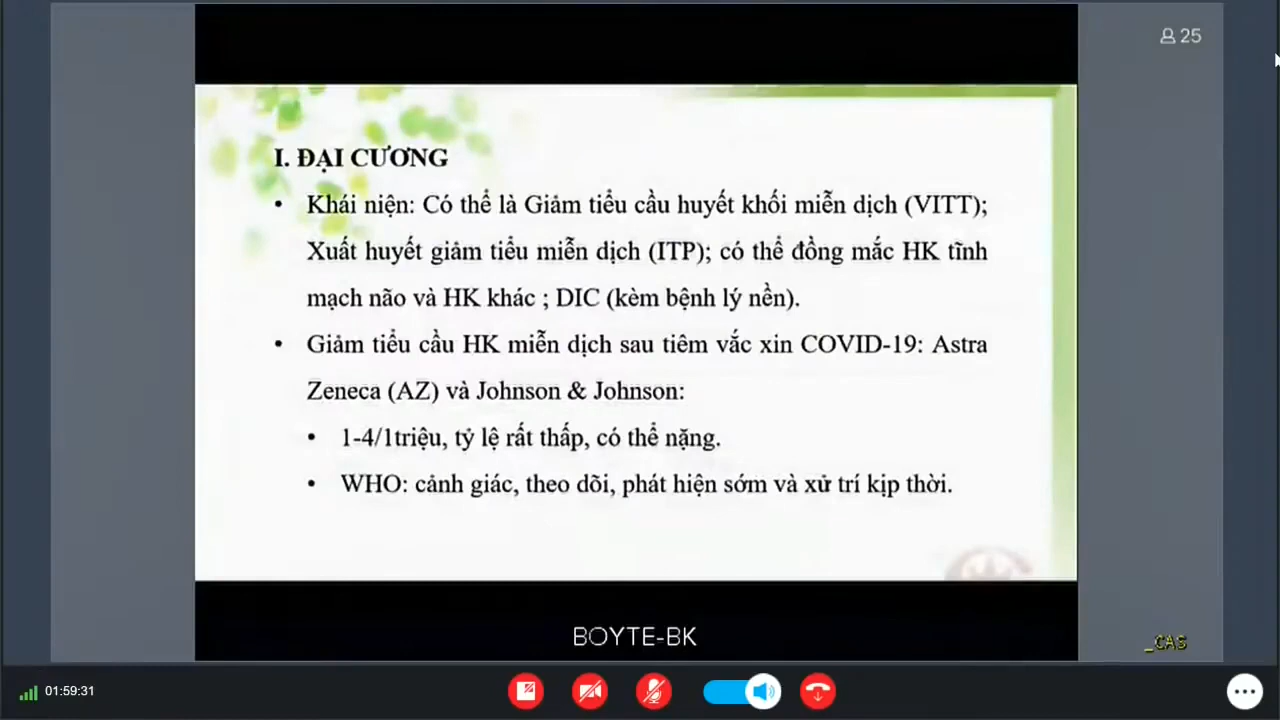 25
I. ĐẠI CƯƠNG
• Khái niện: Có thể là Giảm tiểu cầu huyết khối miễn dịch (VITT);
Xuất huyết giảm tiểu miễn dịch (ITP); có thể đồng mắc HK tĩnh
mạch não và HK khác ; DIC (kèm bệnh lý nền).
• Giảm tiểu cầu HK miễn dịch sau tiêm vắc xin COVID-19: Astra
Zeneca (AZ) và Johnson & Johnson:
• 1-4/1triệu, tỷ lệ rất thấp, có thể nặng.
• WHO: cảnh giác, theo dõi, phát hiện sớm và xử trí kịp thời.
BOYTE-BK
_CAS
01:59:31